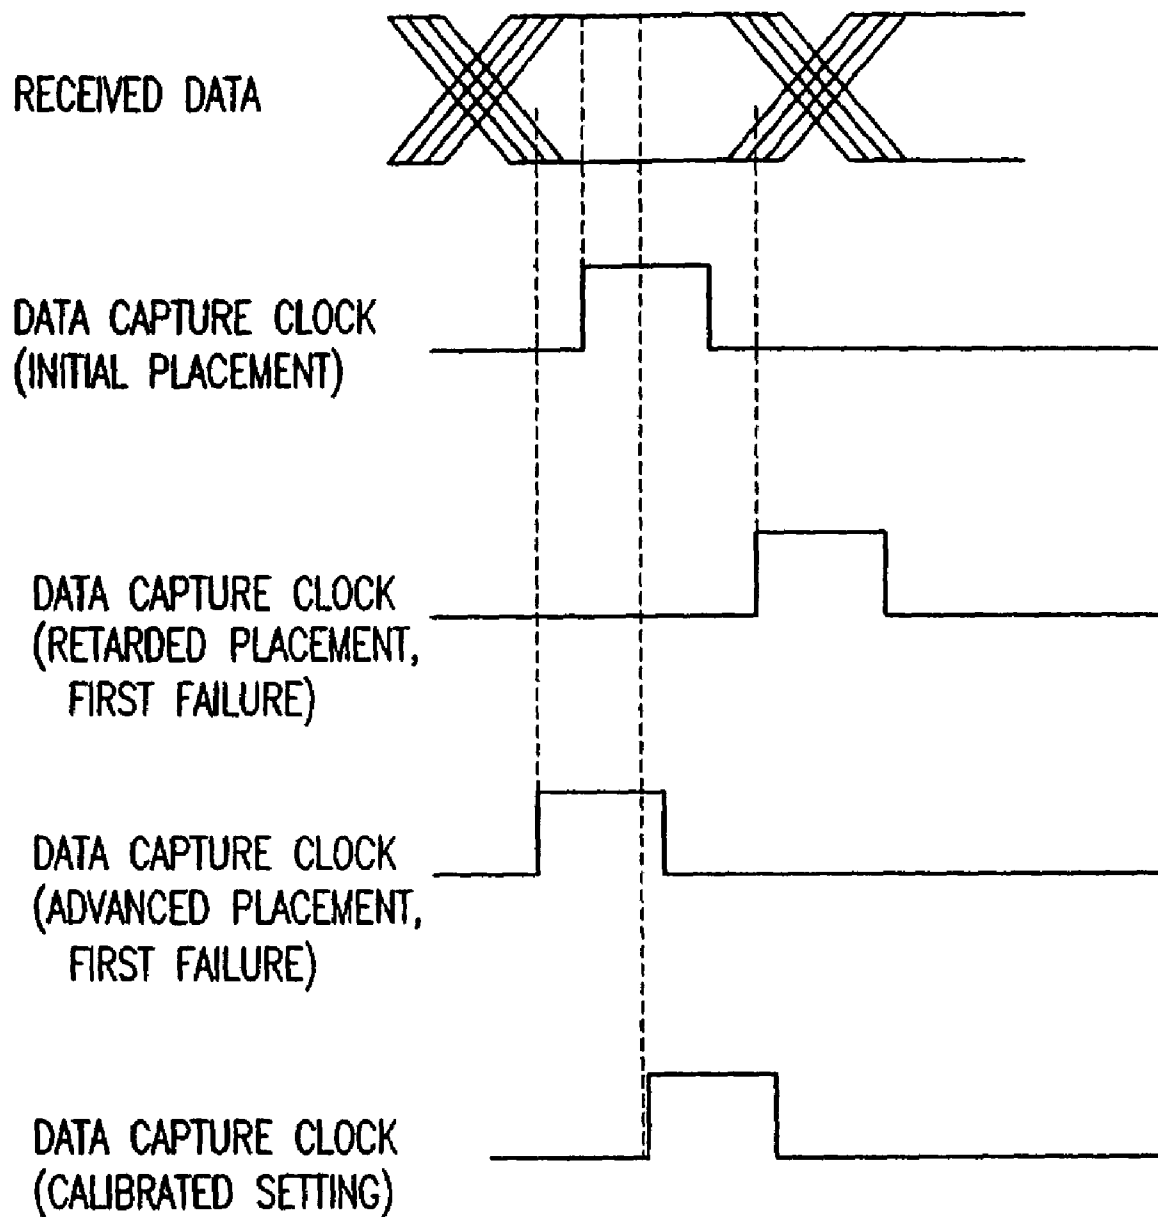 RECEIVED DATA
DATA CAPTURE CLOCK
(INITIAL PLACEMENT)
DATA CAPTURE CLOCK
(RETARDED PLACEMENT,
FIRST FAILURE)
DATA CAPTURE CLOCK
(ADVANCED PLACEMENT,
FIRST FAILURE)
DATA CAPTURE CLOCK
(CALIBRATED SETTING)